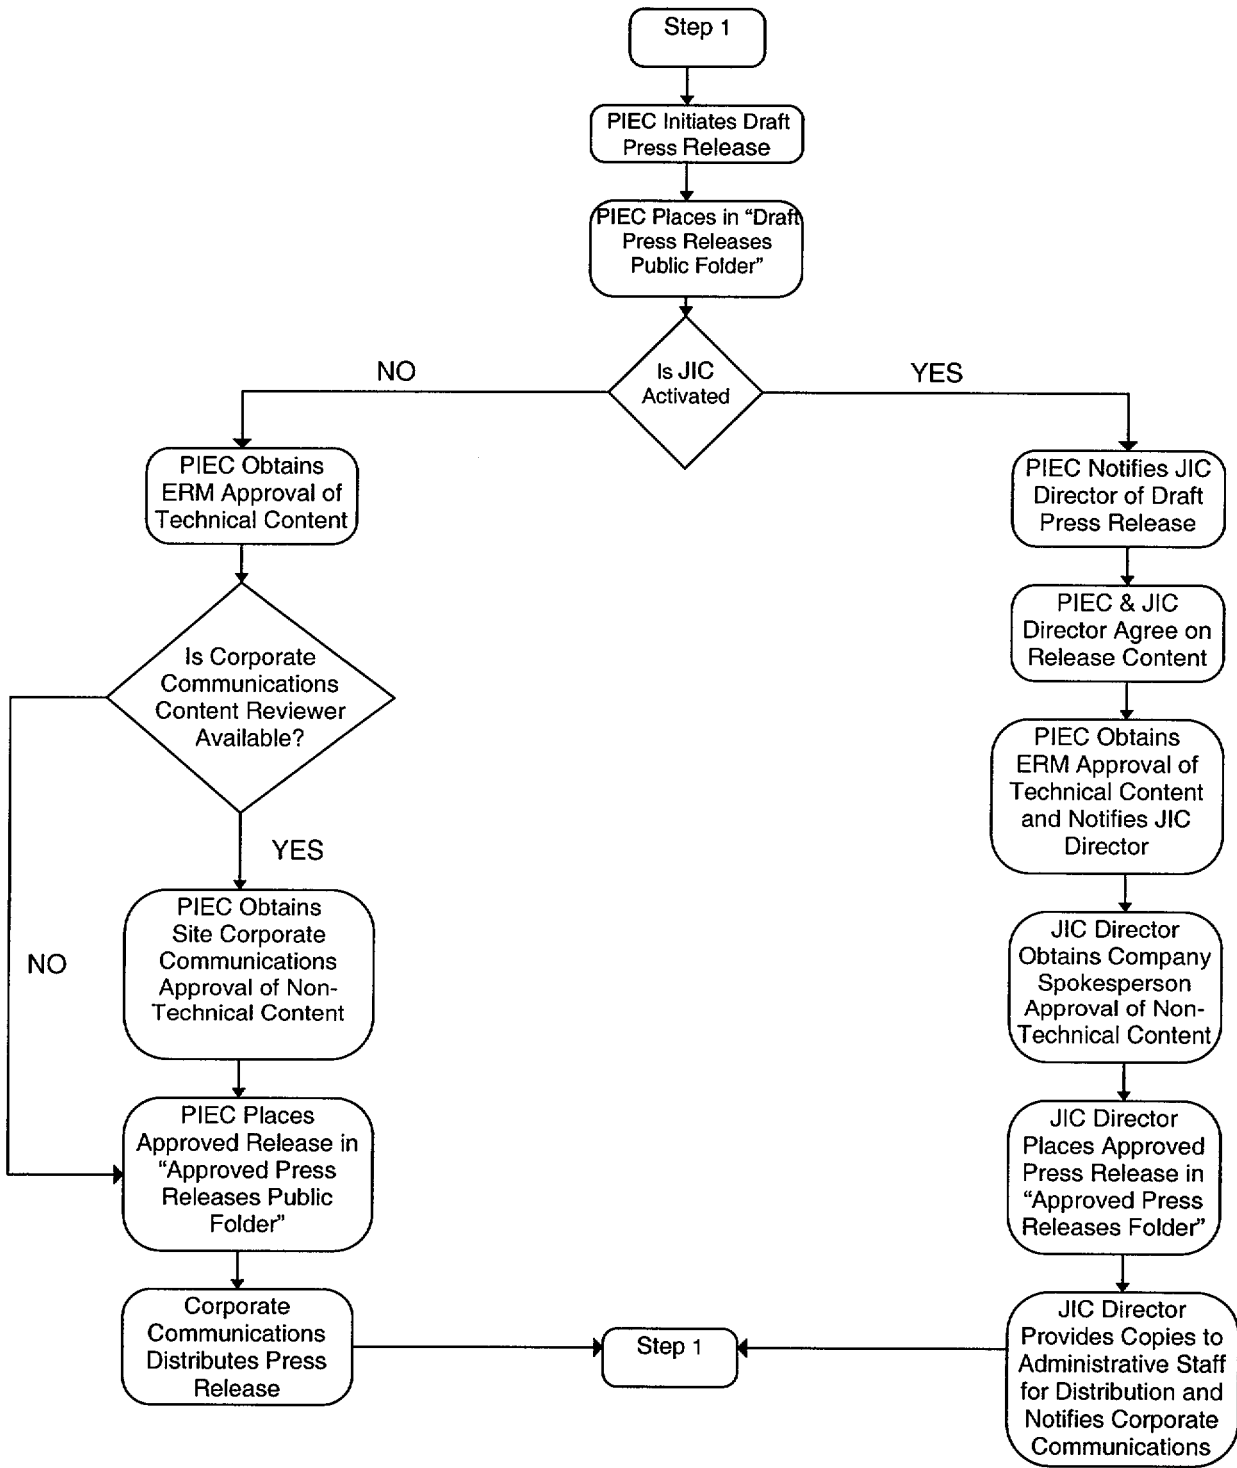 Step 1
PIEC Initiates Draft
Press Release
PIEC Places in “Draft
Press Releases
Public Folder”
Is JIC
Activated
NO
YES
PIEC Obtains
ERM Approval of
Technical Content
Is Corporate
Communications
Content Reviewer
Available?
YES
NO
PIEC Obtains
Site Corporate
Communications
Approval of Non-
Technical Content
PIEC Places
Approved Release in
“Approved Press
Releases Public
Folder”
Corporate
Communications
Distributes Press
Release
PIEC Notifies JIC
Director of Draft
Press Release
PIEC & JIC
Director Agree on
Release Content
PIEC Obtains
ERM Approval of
Technical Content
and Notifies JIC
Director
JIC Director
Obtains Company
Spokesperson
Approval of Non-
Technical Content
JIC Director
Places Approved
Press Release in
“Approved Press
Releases Folder”
JIC Director
Provides Copies to
Administrative Staff
for Distribution and
Notifies Corporate
Communications
Step 1